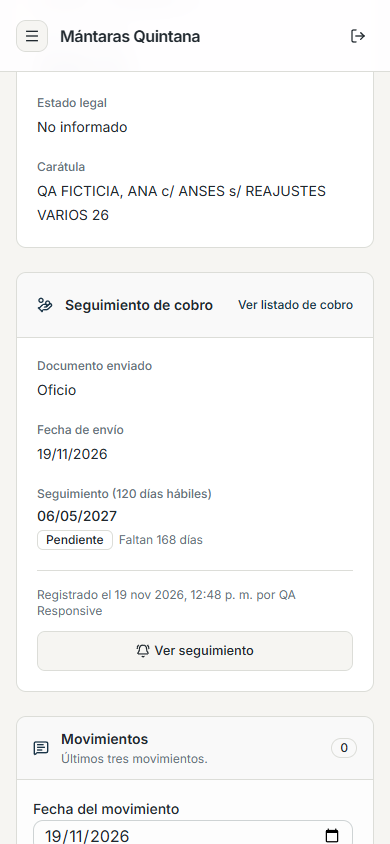 Mántaras Quintana
Estado legal
No informado
Carátula
QA FICTICIA, ANA c/ ANSES s/ REAJUSTES
VARIOS 26
Seguimiento de cobro
Ver listado de cobro
Documento enviado
Oficio
Fecha de envío
19/11/2026
Seguimiento (120 días hábiles)
06/05/2027
Pendiente Faltan 168 días
Registrado el 19 nov 2026, 12:48 p. m. por QA
Responsive
Ver seguimiento
Movimientos
Últimos tres movimientos.
0
Fecha del movimiento
19/11/2026